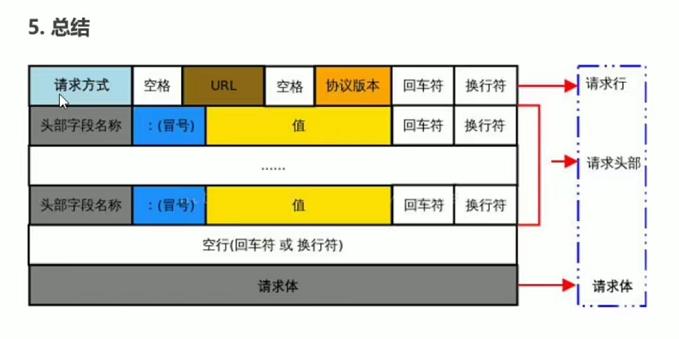 5. 总结
请求方式 空格 URL 空格 协议版本 回车符 换行符 请求行
头部字段名称 :(冒号) 值 回车符 换行符
...... 请求头部
头部字段名称 :(冒号) 值 回车符 换行符
空行(回车符 或 换行符)
请求体 请求体